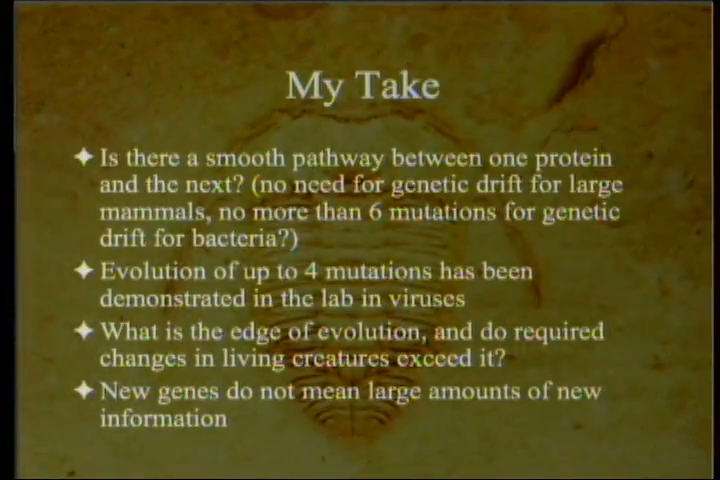 My Take
✦ Is there a smooth pathway between one protein
and the next? (no need for genetic drift for large
mammals, no more than 6 mutations for genetic
drift for bacteria?)
✦ Evolution of up to 4 mutations has been
demonstrated in the lab in viruses
✦ What is the edge of evolution, and do required
changes in living creatures exceed it?
✦ New genes do not mean large amounts of new
information